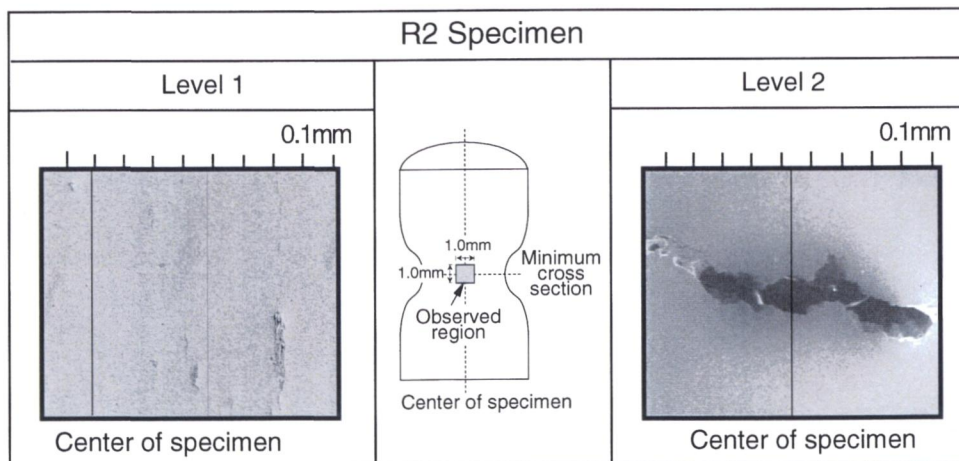 R2 Specimen
Level 1
Level 2
0.1mm
0.1mm
1.0mm
1.0mm
Minimum
cross
section
Observed
region
Center of specimen
Center of specimen
Center of specimen